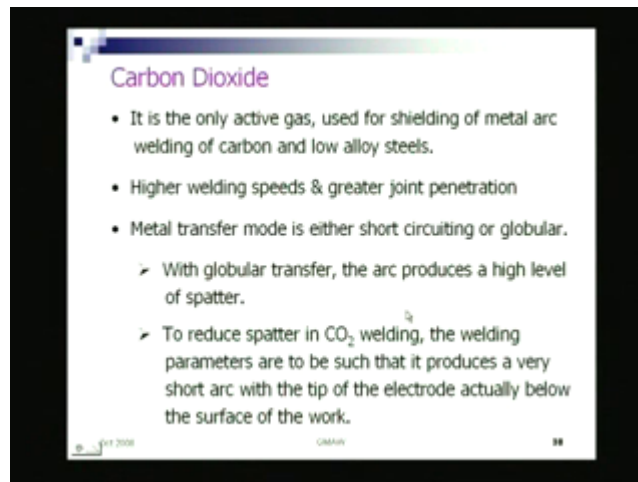 Carbon Dioxide
• It is the only active gas, used for shielding of metal arc
welding of carbon and low alloy steels.
• Higher welding speeds & greater joint penetration
• Metal transfer mode is either short circuiting or globular.
➢ With globular transfer, the arc produces a high level
of spatter.
➢ To reduce spatter in CO₂ welding, the welding
parameters are to be such that it produces a very
short arc with the tip of the electrode actually below
the surface of the work.
GMAW